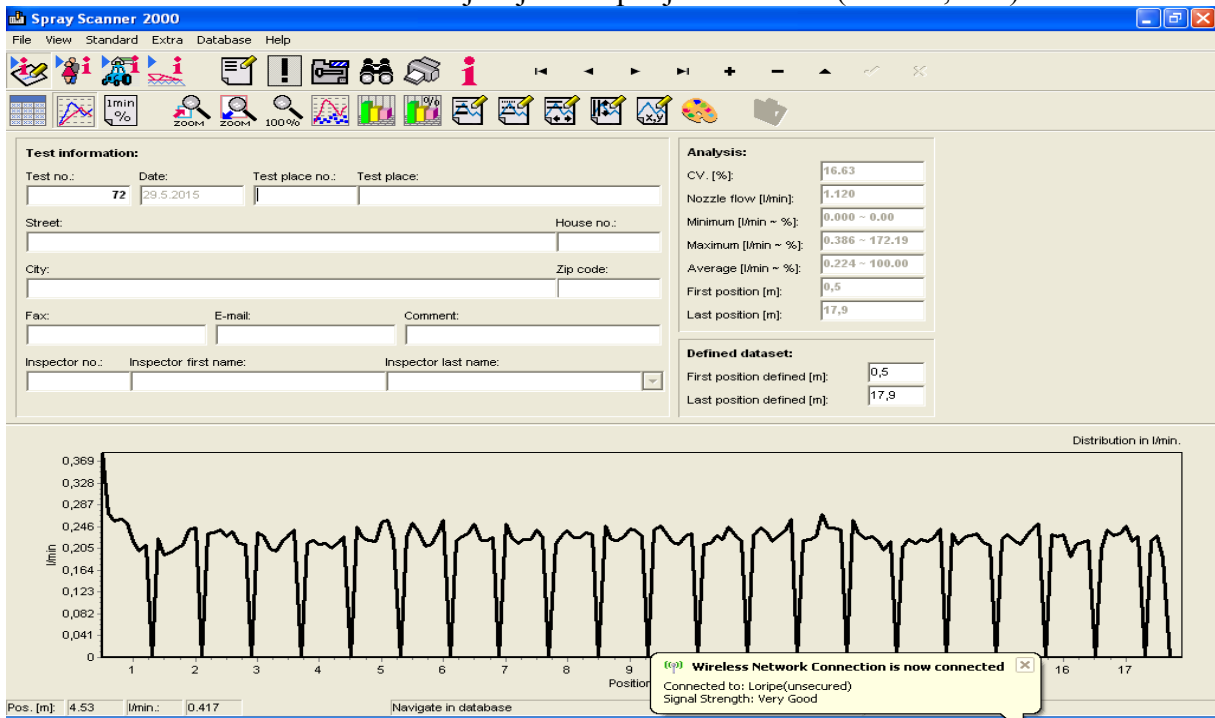 Spray Scanner 2000
File View Standard Extra Database Help
1min
%
ZOOM ZOOM 100% % x,y
Test information:
Test no.: Date: Test place no.: Test place:
72 29.5.2015
Street: House no.:
City: Zip code:
Fax: E-mail: Comment:
Inspector no.: Inspector first name: Inspector last name:
Analysis:
CV. [%]: 16.63
Nozzle flow [l/min]: 1.120
Minimum [l/min ~ %]: 0.000 ~ 0.00
Maximum [l/min ~ %]: 0.386 ~ 172.19
Average [l/min ~ %]: 0.224 ~ 100.00
First position [m]: 0,5
Last position [m]: 17,9
Defined dataset:
First position defined [m]: 0,5
Last position defined [m]: 17,9
Distribution in l/min.
0,369
0,328
0,287
0,246
0,205
0,164
0,123
0,082
0,041
0
l/min
1 2 3 4 5 6 7 8 9 16 17
Position
Wireless Network Connection is now connected
Connected to: Loripe(unsecured)
Signal Strength: Very Good
Pos. [m]: 4.53 l/min.: 0.417 Navigate in database